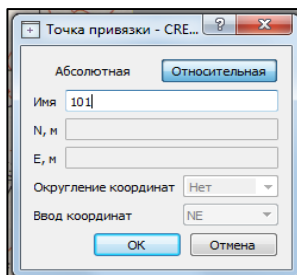 Точка привязки - CRE...
Абсолютная Относительная
Имя 101
N, м
E, м
Округление координат Нет
Ввод координат NE
OK Отмена